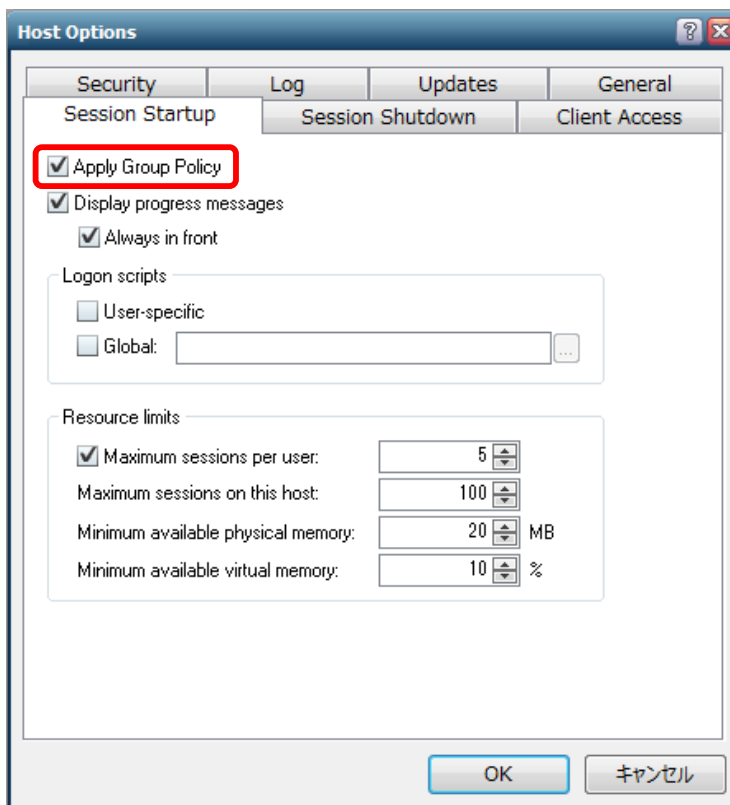 Host Options
Security Log Updates General
Session Startup Session Shutdown Client Access
Apply Group Policy
Display progress messages
Always in front
Logon scripts
User-specific
Global: ...
Resource limits
Maximum sessions per user: 5
Maximum sessions on this host: 100
Minimum available physical memory: 20 MB
Minimum available virtual memory: 10 %
OK キャンセル